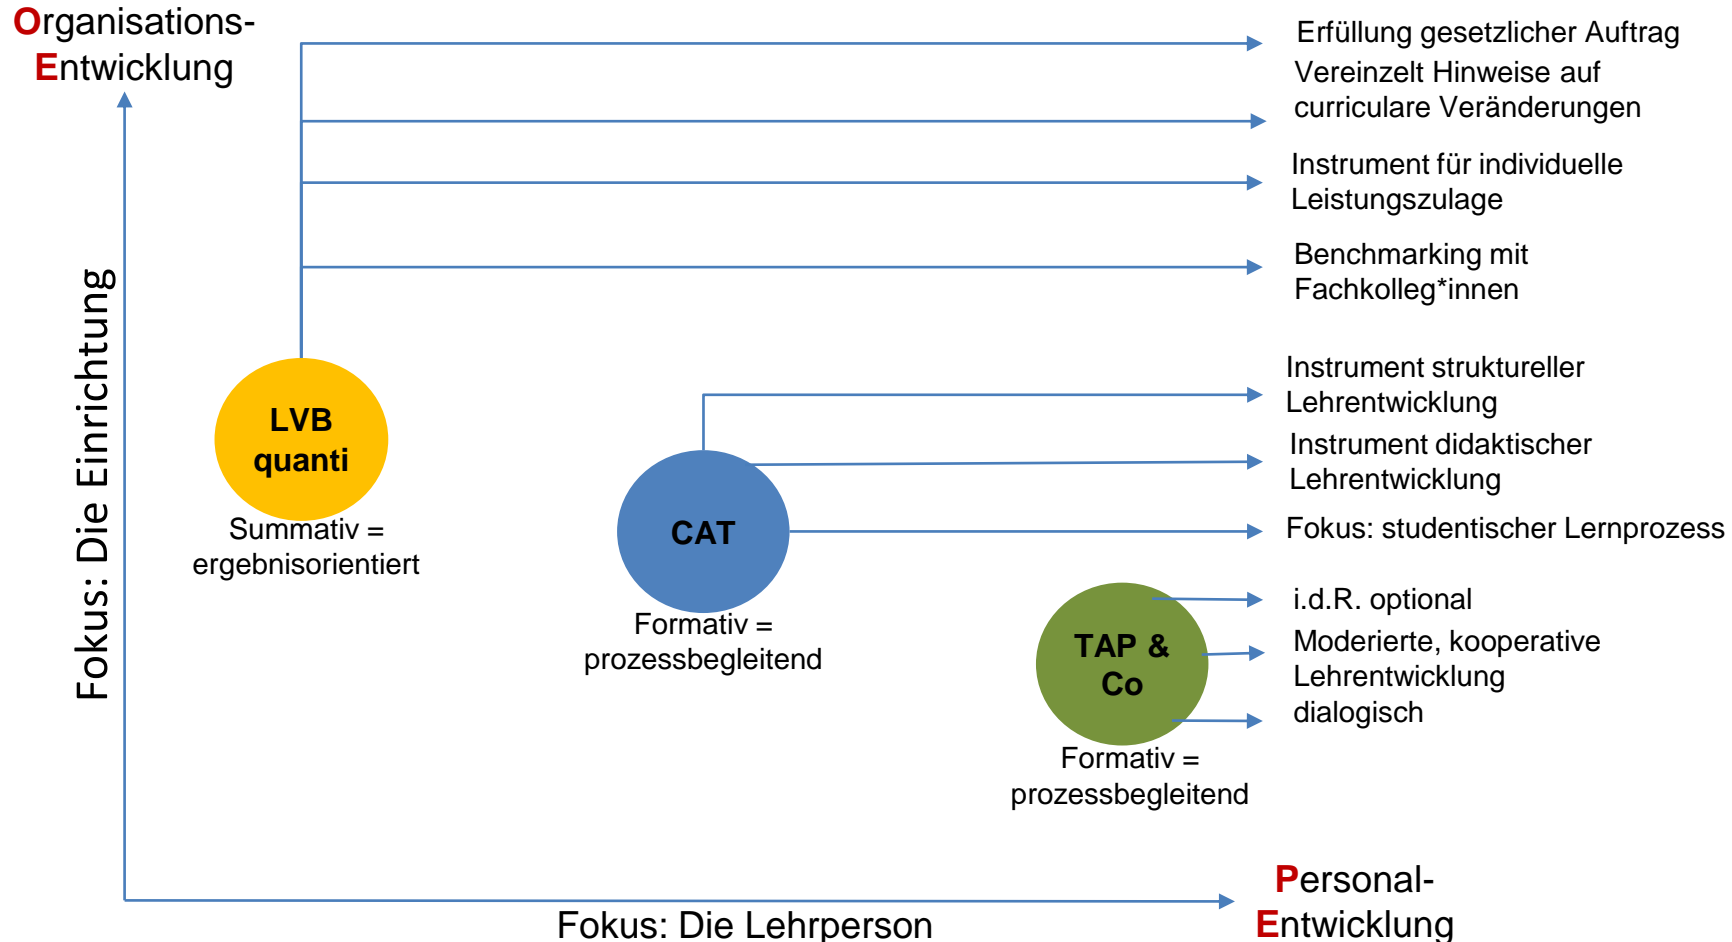 Organisations-
Entwicklung
Fokus: Die Einrichtung
Erfüllung gesetzlicher Auftrag
Vereinzelt Hinweise auf
curriculare Veränderungen
Instrument für individuelle
Leistungszulage
Benchmarking mit
Fachkolleg*innen
LVB
quanti
Summativ =
ergebnisorientiert
Instrument struktureller
Lehrentwicklung
Instrument didaktischer
Lehrentwicklung
CAT
Fokus: studentischer Lernprozess
Formativ =
prozessbegleitend
TAP &
Co
i.d.R. optional
Moderierte, kooperative
Lehrentwicklung
dialogisch
Formativ =
prozessbegleitend
Personal-
Entwicklung
Fokus: Die Lehrperson